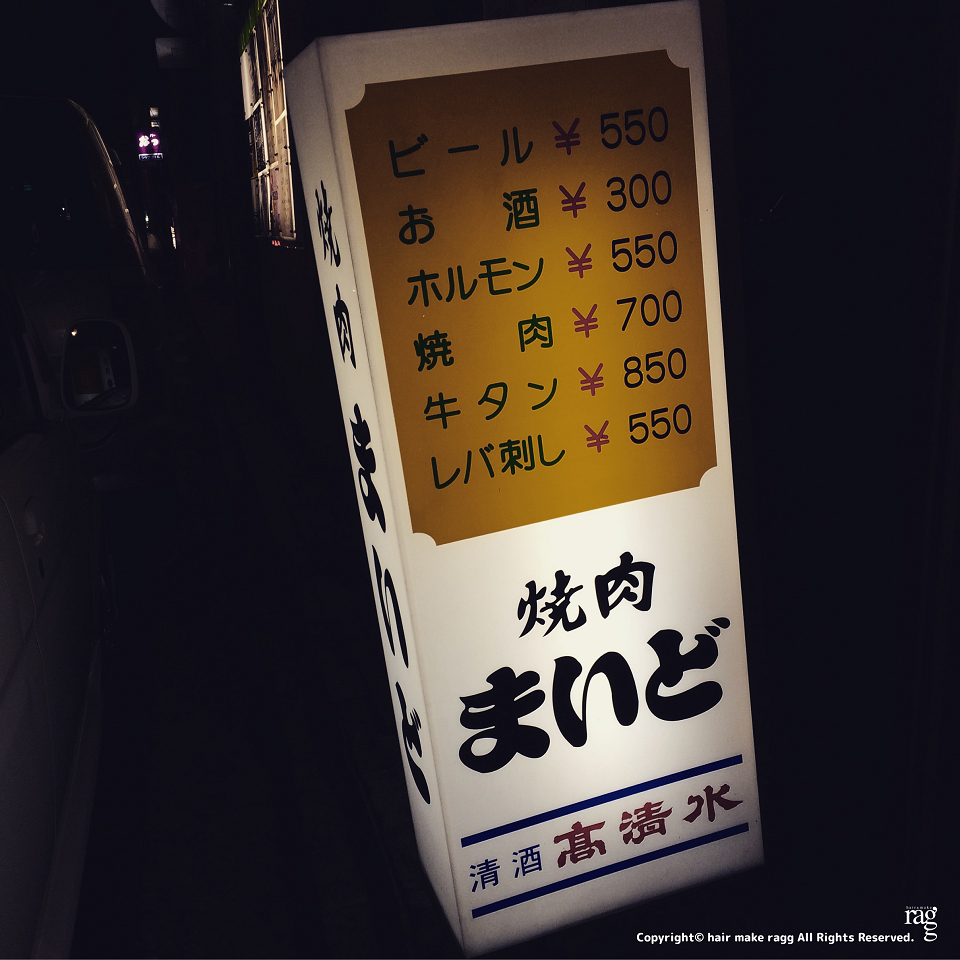 ビール ¥ 550
お酒 ¥ 300
ホルモン ¥ 550
焼肉 ¥ 700
牛タン ¥ 850
レバ刺し ¥ 550
焼肉
まいど
清酒 髙清水
焼肉 まいど
ragg
Copyright© hair make ragg All Rights Reserved.